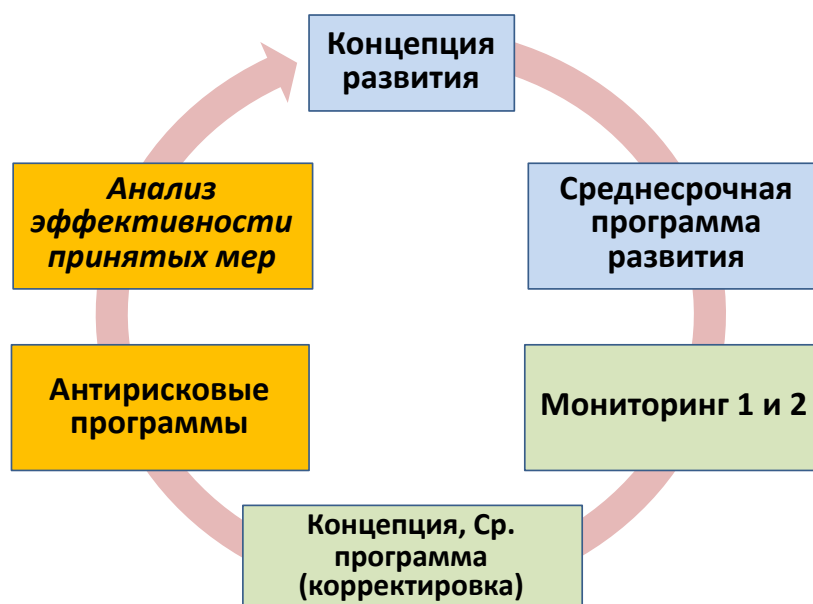 Концепция
развития
Среднесрочная
программа
развития
Мониторинг 1 и 2
Концепция, Ср.
программа
(корректировка)
Антирисковые
программы
Анализ
эффективности
принятых мер